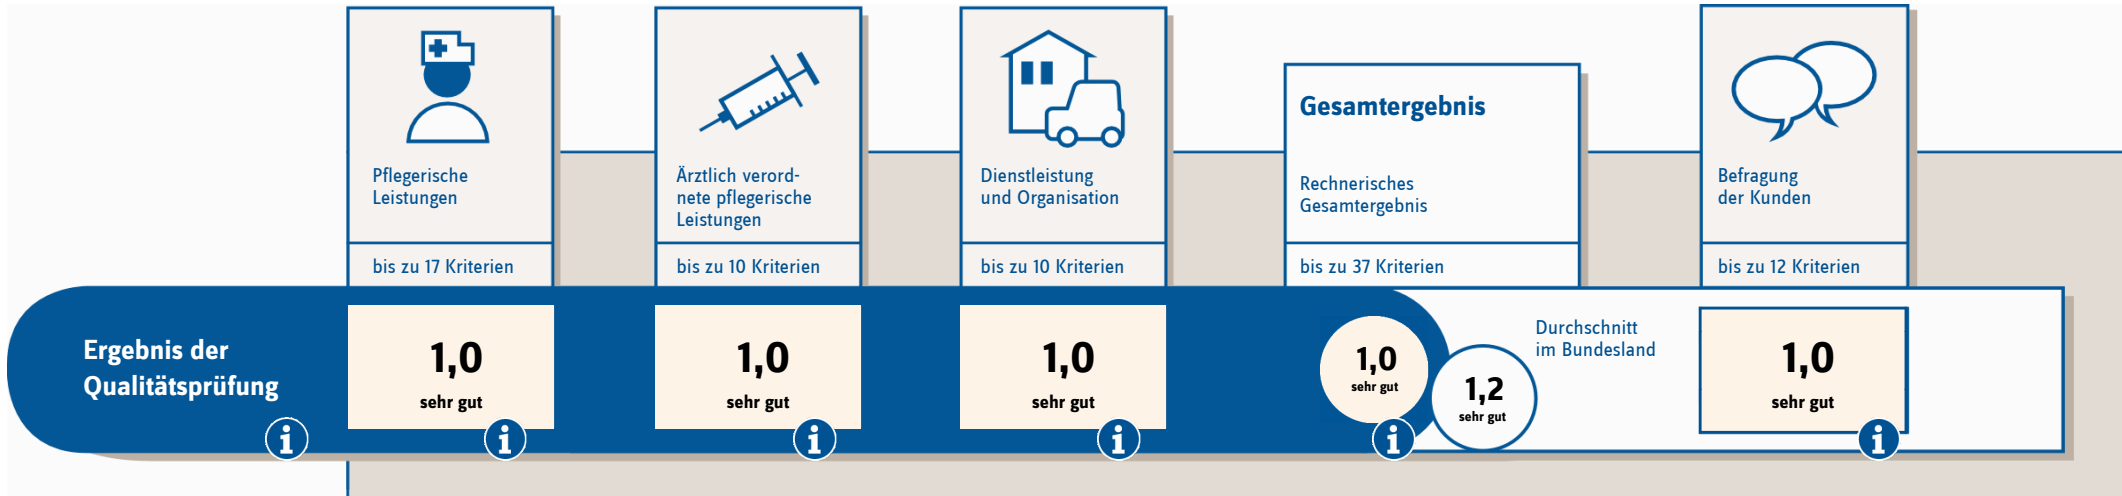 Pflegerische
Leistungen
bis zu 17 Kriterien
Ärztlich verord-
nete pflegerische
Leistungen
bis zu 10 Kriterien
Dienstleistung
und Organisation
bis zu 10 Kriterien
Gesamtergebnis
Rechnerisches
Gesamtergebnis
bis zu 37 Kriterien
Befragung
der Kunden
bis zu 12 Kriterien
Ergebnis der
Qualitätsprüfung
i
1,0
sehr gut
i
1,0
sehr gut
i
1,0
sehr gut
i
1,0
sehr gut
i
1,2
sehr gut
Durchschnitt
im Bundesland
1,0
sehr gut
i